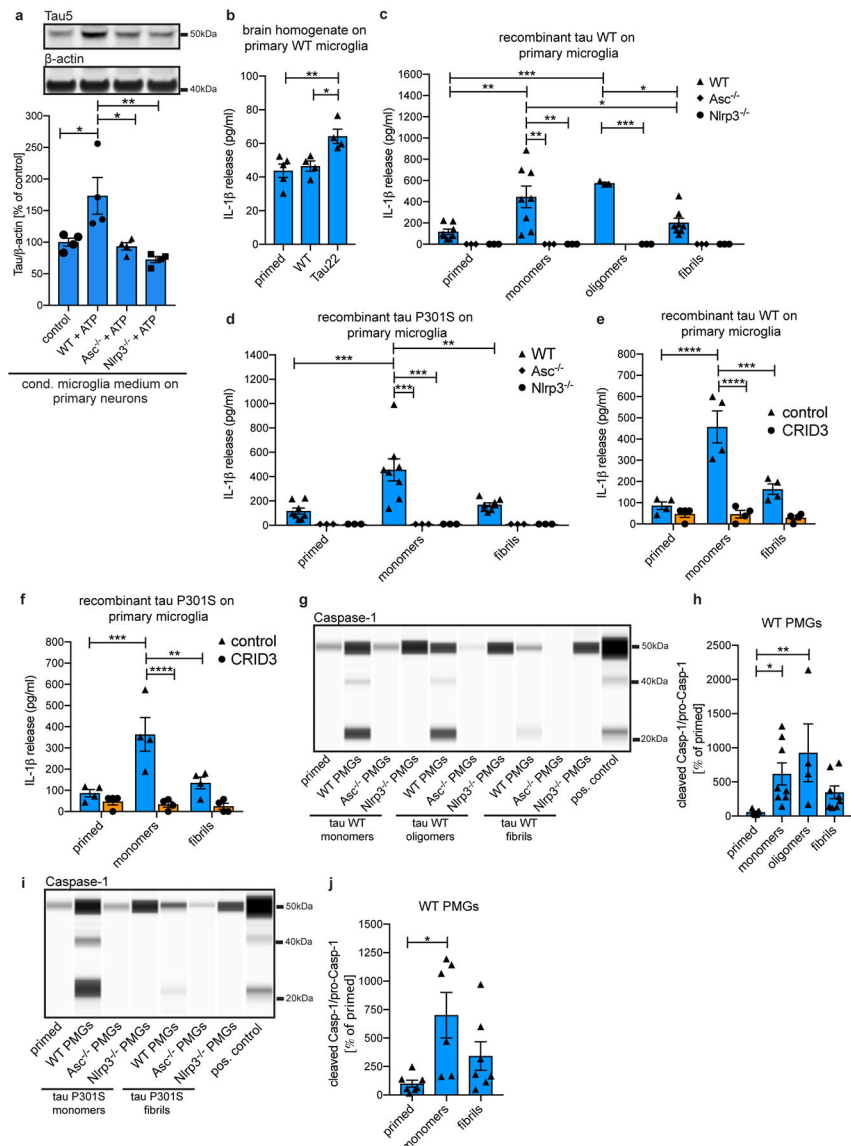 a
Tau5
50kDa
β-actin
40kDa
*
*
**
Tau/β-actin [% of control]
300
250
200
150
100
50
0
control
WT + ATP
Asc-/- + ATP
Nlrp3-/- + ATP
cond. microglia medium on
primary neurons
b
brain homogenate on
primary WT microglia
**
*
IL-1β release (pg/ml)
100
80
60
40
20
0
primed
WT
Tau22
c
recombinant tau WT on
primary microglia
WT
Asc-/-
Nlrp3-/-
***
**
*
*
**
**
***
IL-1β release (pg/ml)
1600
1400
1200
1000
800
600
400
200
0
primed
monomers
oligomers
fibrils
d
recombinant tau P301S on
primary microglia
WT
Asc-/-
Nlrp3-/-
***
**
***
***
IL-1β release (pg/ml)
1400
1200
1000
800
600
400
200
0
primed
monomers
fibrils
e
recombinant tau WT on
primary microglia
control
CRID3
****
***
****
IL-1β release (pg/ml)
800
700
600
500
400
300
200
100
0
primed
monomers
fibrils
f
recombinant tau P301S on
primary microglia
control
CRID3
***
**
****
IL-1β release (pg/ml)
800
700
600
500
400
300
200
100
0
primed
monomers
fibrils
g
Caspase-1
50kDa
40kDa
20kDa
primed
WT PMGs
Asc-/- PMGs
Nlrp3-/- PMGs
WT PMGs
Asc-/- PMGs
Nlrp3-/- PMGs
WT PMGs
Asc-/- PMGs
Nlrp3-/- PMGs
pos. control
tau WT
monomers
tau WT
oligomers
tau WT
fibrils
h
WT PMGs
**
*
cleaved Casp-1/pro-Casp-1
[% of primed]
2500
2000
1500
1000
500
0
primed
monomers
oligomers
fibrils
i
Caspase-1
50kDa
40kDa
20kDa
primed
WT PMGs
Asc-/- PMGs
Nlrp3-/- PMGs
WT PMGs
Asc-/- PMGs
Nlrp3-/- PMGs
pos. control
tau P301S
monomers
tau P301S
fibrils
j
WT PMGs
*
cleaved Casp-1/pro-Casp-1
[% of primed]
1500
1250
1000
750
500
250
0
primed
monomers
fibrils